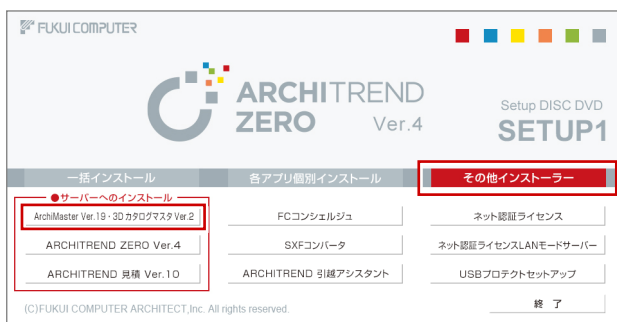 FUKUI COMPUTER
ARCHITREND
ZERO Ver.4
Setup DISC DVD
SETUP1
一括インストール
各アプリ個別インストール
その他インストーラー
●サーバーへのインストール
ArchiMaster Ver.19・3Dカタログマスタ Ver.2
FCコンシェルジュ
ネット認証ライセンス
ARCHITREND ZERO Ver.4
SXFコンバータ
ネット認証ライセンスLANモードサーバー
ARCHITREND 見積 Ver.10
ARCHITREND 引越アシスタント
USBプロテクトセットアップ
(C)FUKUI COMPUTER ARCHITECT,Inc. All rights reserved.
終 了